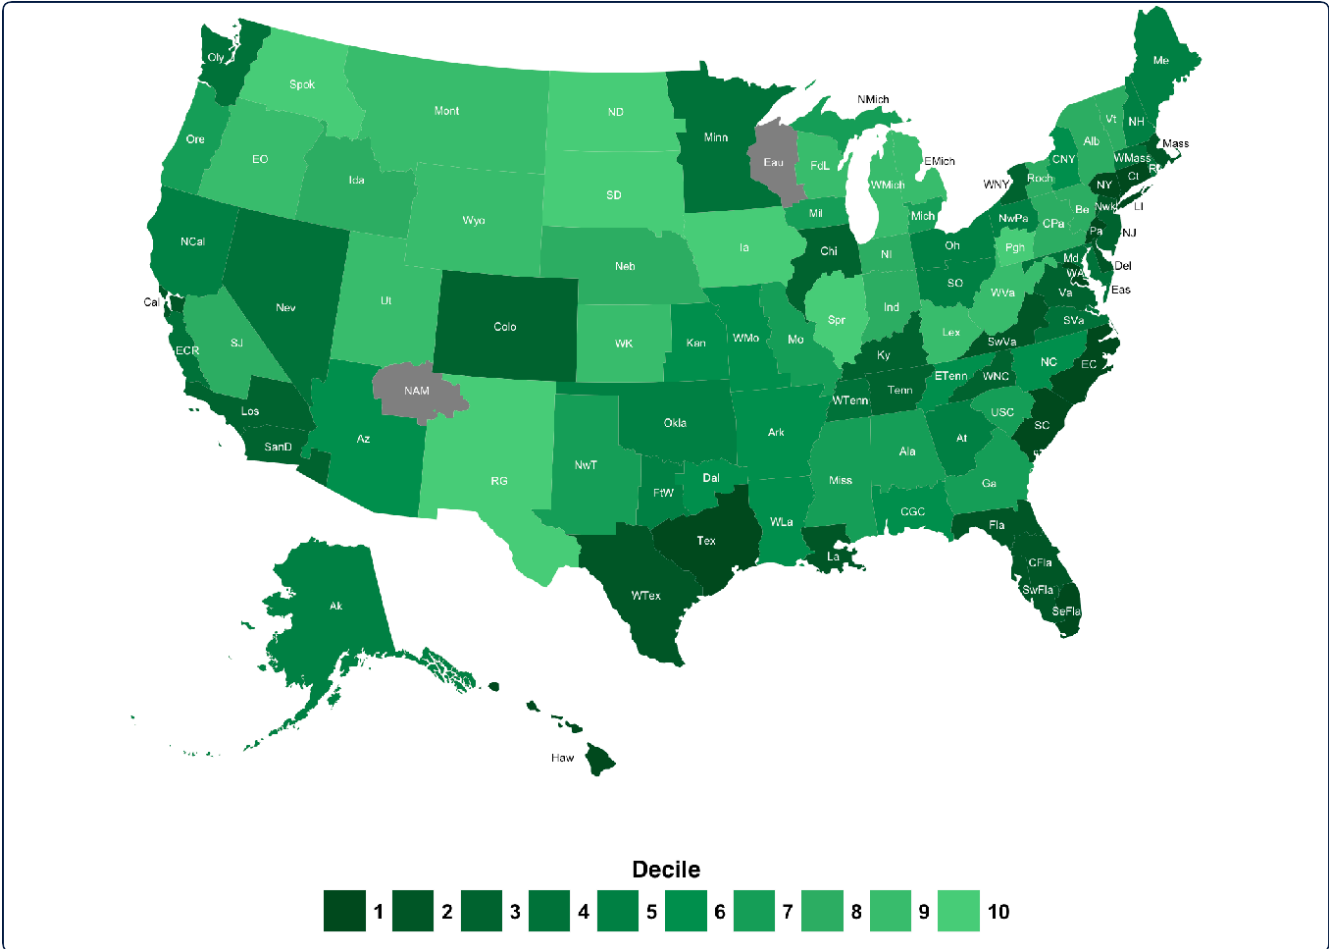 Me
Oly
Spok
Mont
ND
NMich
Minn
NH
Vt
Ore
Mass
Alb
EO
Eau
FdL
EMich
CNY
WMass
RI
Ida
SD
WMich
WNY
Roch
NY
Ct
Wyo
Mil
Mich
NwPa
CPa
Be
Nwk
LI
NCal
Ia
Chi
NI
Oh
Pgh
Pa
NJ
Neb
Md
Del
WA
Cal
Nev
Ut
Spr
Ind
SO
WVa
Va
Eas
Colo
SVa
SJ
WK
Kan
WMo
Mo
Lex
SwVa
ECR
Ky
NC
EC
NAM
WTenn
Tenn
ETenn
WNC
Los
USC
SC
Okla
Az
Ark
At
SanD
Ala
NwT
RG
FtW
Dal
Miss
Ga
WLa
CGC
Fla
Tex
La
CFla
WTex
SwFla
Ak
SeFla
Haw
Decile
1 2 3 4 5 6 7 8 9 10